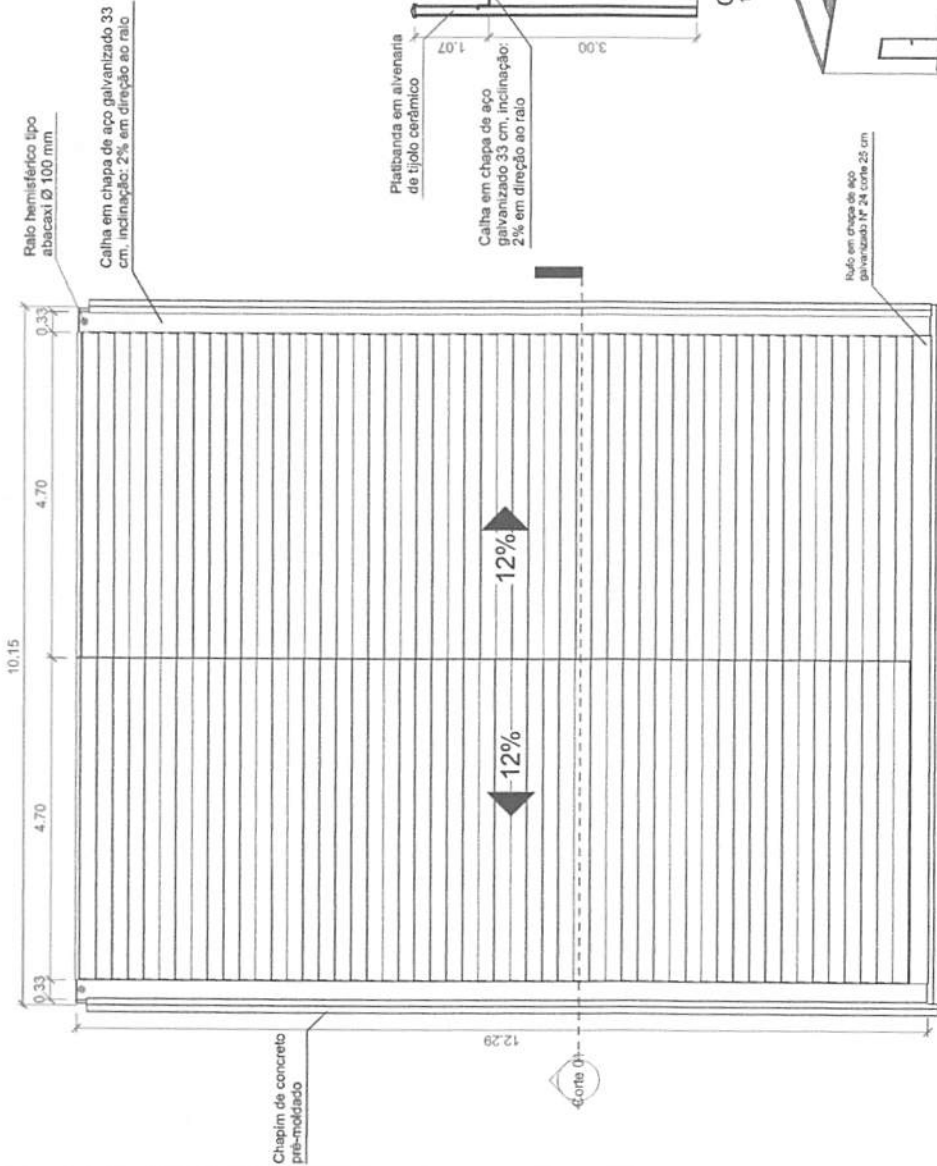 Ralo hemisférico tipo
abacaxi Ø 100 mm
Calha em chapa de aço galvanizado 33
cm, inclinação: 2% em direção ao ralo
10.15
0.33
4.70
4.70
0.33
Platibanda em alvenaria
de tijolo cerâmico
1.07
3.00
Calha em chapa de aço
galvanizado 33 cm, inclinação:
2% em direção ao ralo
Rufo em chapa de aço
galvanizado Nº 24 corte 25 cm
12%
12%
12.29
Chapim de concreto
pré-moldado
Corte 01